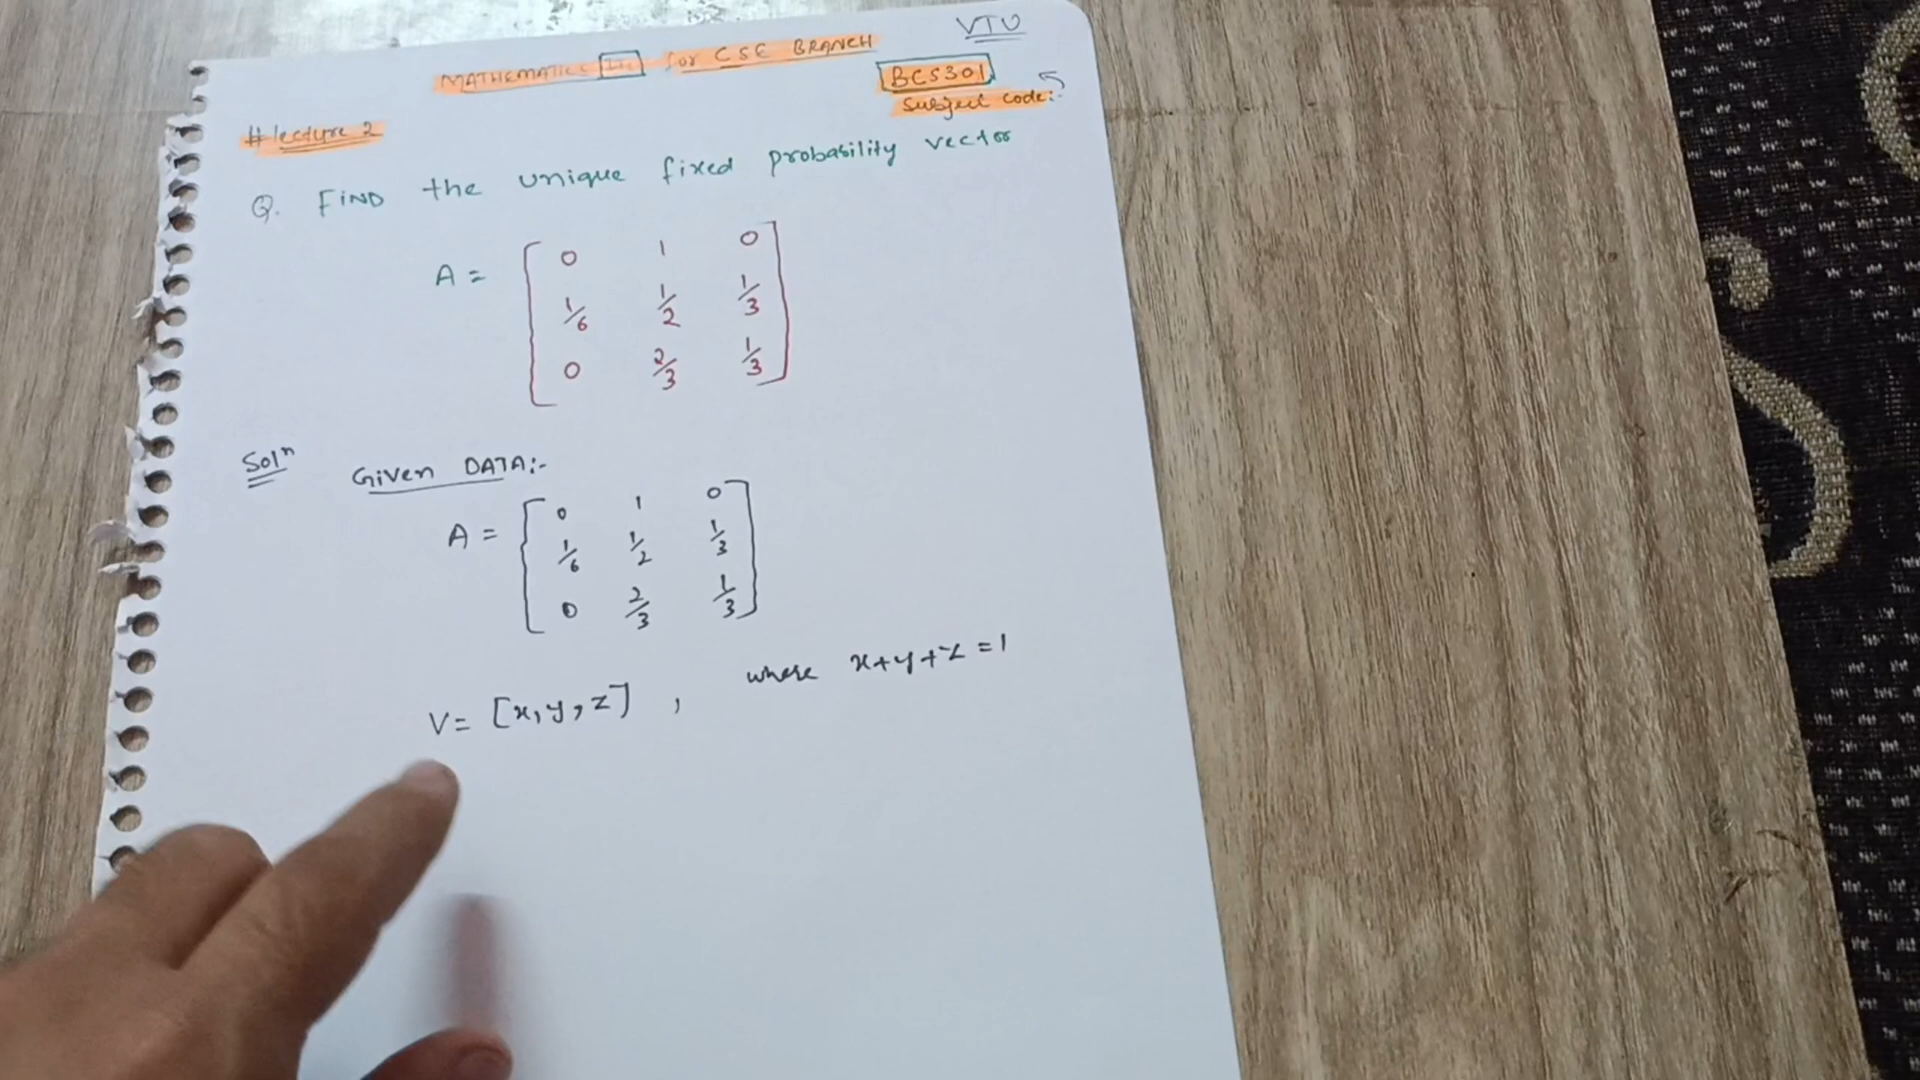 VTU
MATHEMATICS III for CSE BRANCH
BCS301
Subject code:-
# lecture 2
Q. FIND the unique fixed probability vector
A = [ 0 1 0
1/6 1/2 1/3
0 2/3 1/3 ]
Solⁿ Given DATA:-
A = [ 0 1 0
1/6 1/2 1/3
0 2/3 1/3 ]
V = [x, y, z] , where x+y+z = 1